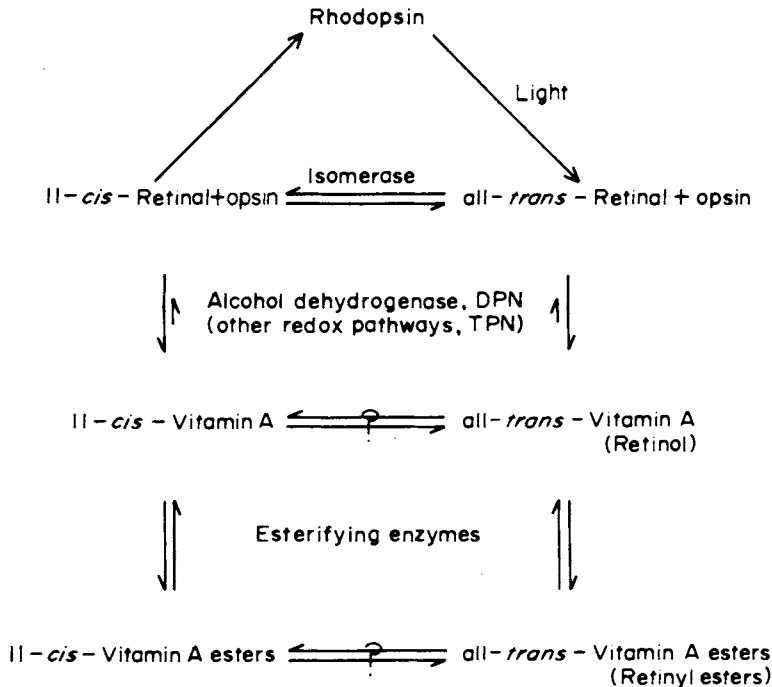 Rhodopsin
Light
Isomerase
11-cis-Retinal+opsin
all-trans-Retinal + opsin
Alcohol dehydrogenase, DPN
(other redox pathways, TPN)
11-cis-Vitamin A
?
all-trans-Vitamin A
(Retinol)
Esterifying enzymes
11-cis-Vitamin A esters
?
all-trans-Vitamin A esters
(Retinyl esters)